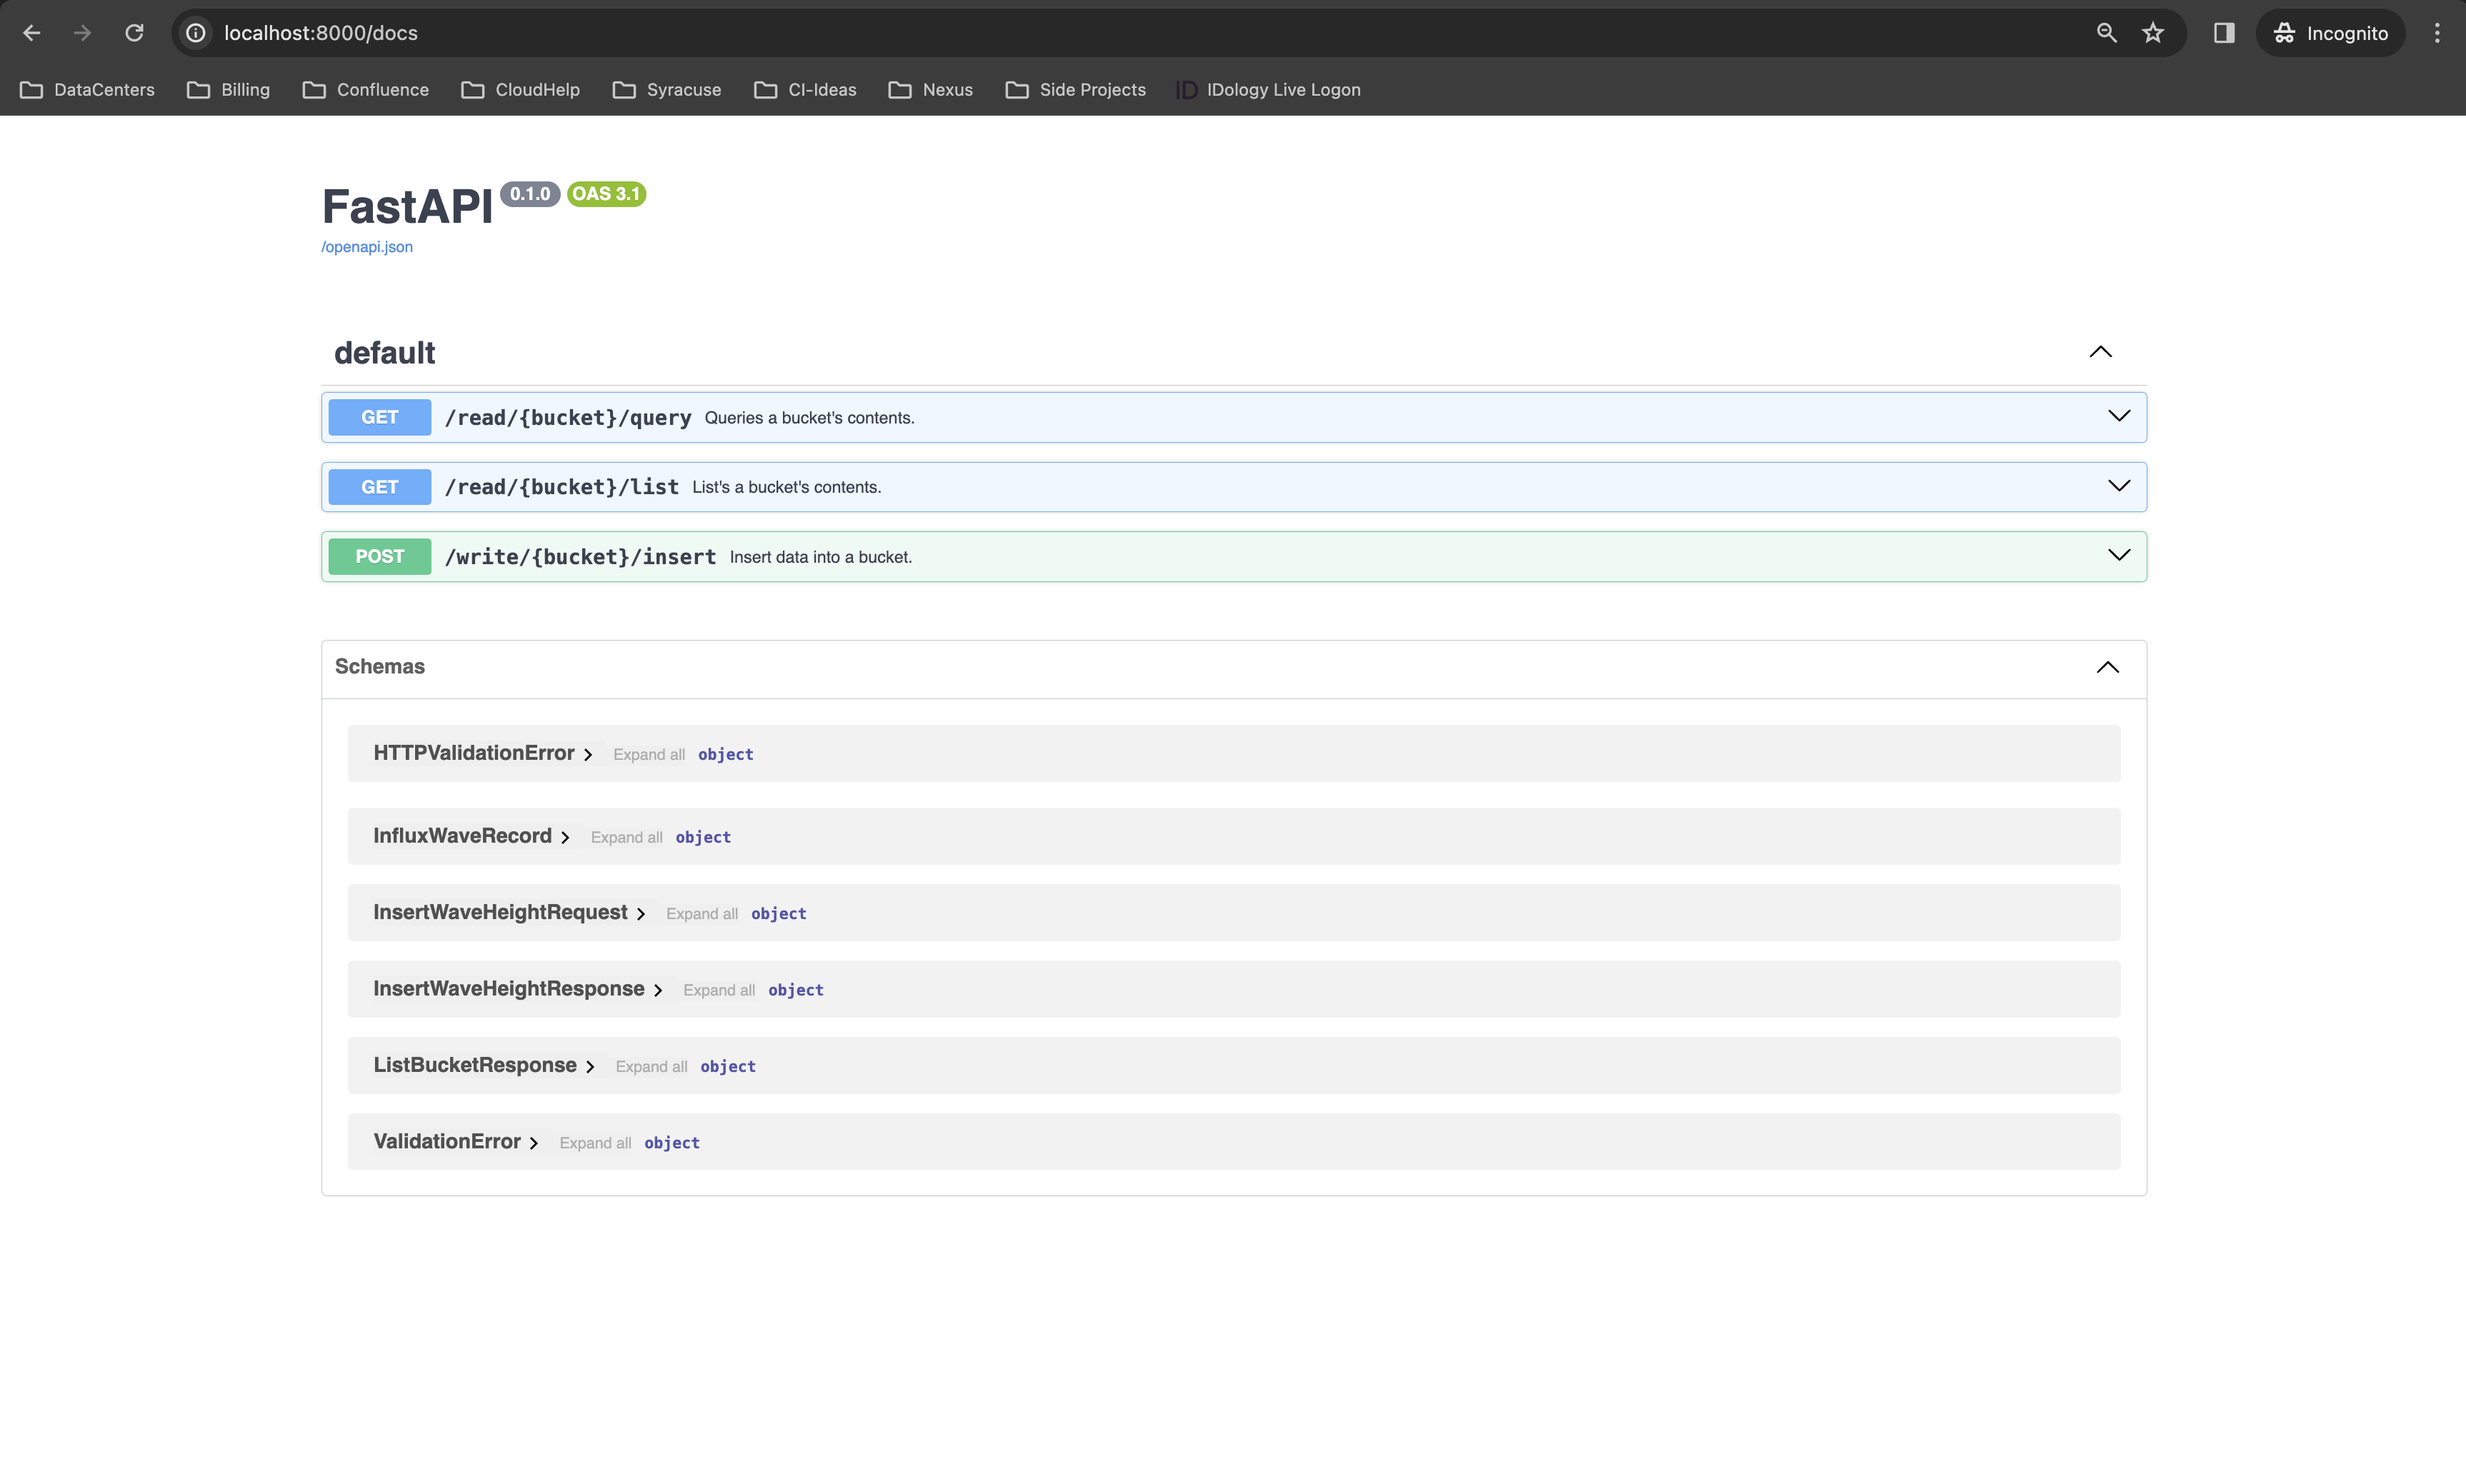 localhost:8000/docs
Incognito
DataCenters Billing Confluence CloudHelp Syracuse CI-Ideas Nexus Side Projects ID IDology Live Logon
FastAPI 0.1.0 OAS 3.1
/openapi.json
default
GET /read/{bucket}/query Queries a bucket's contents.
GET /read/{bucket}/list List's a bucket's contents.
POST /write/{bucket}/insert Insert data into a bucket.
Schemas
HTTPValidationError Expand all object
InfluxWaveRecord Expand all object
InsertWaveHeightRequest Expand all object
InsertWaveHeightResponse Expand all object
ListBucketResponse Expand all object
ValidationError Expand all object